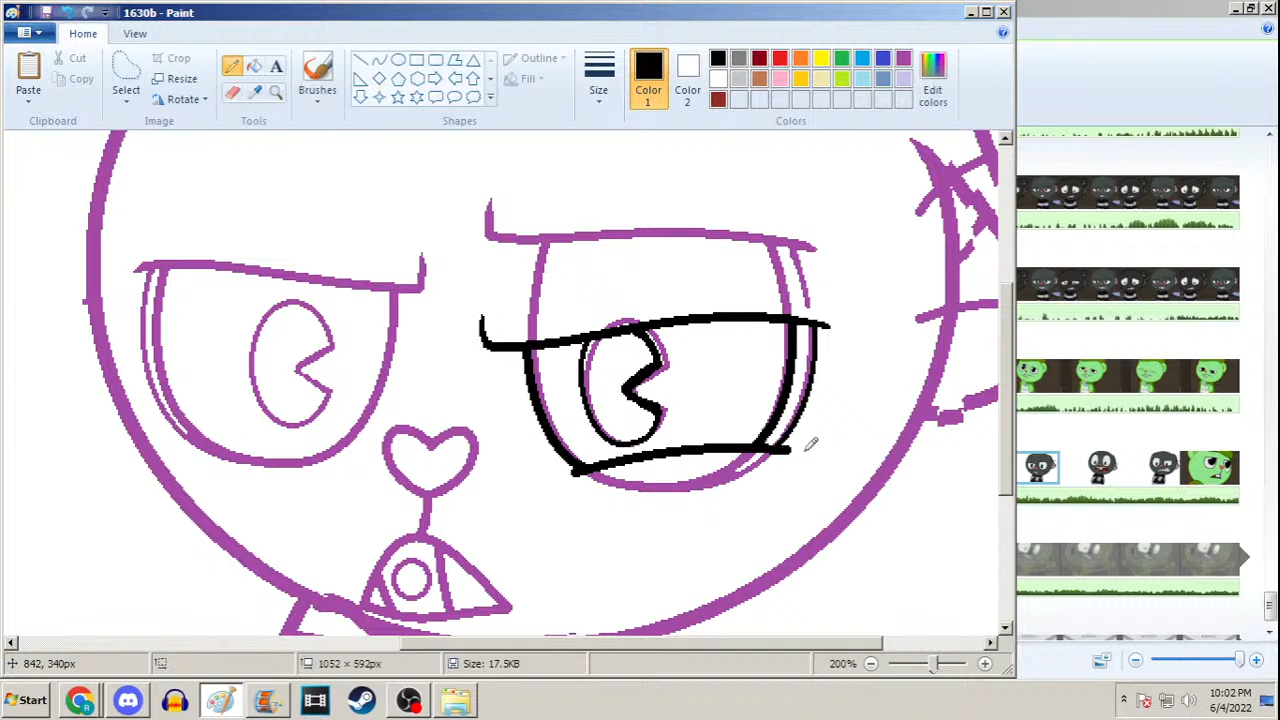 1630b - Paint
Home
View
Paste
Cut
Copy
Clipboard
Select
Crop
Resize
Rotate
Image
A
Tools
Brushes
Outline
Fill
Shapes
Size
Color
1
Color
2
Edit
colors
Colors
842, 340px
1052 × 592px
Size: 17.5KB
200%
Start
10:02 PM
6/4/2022